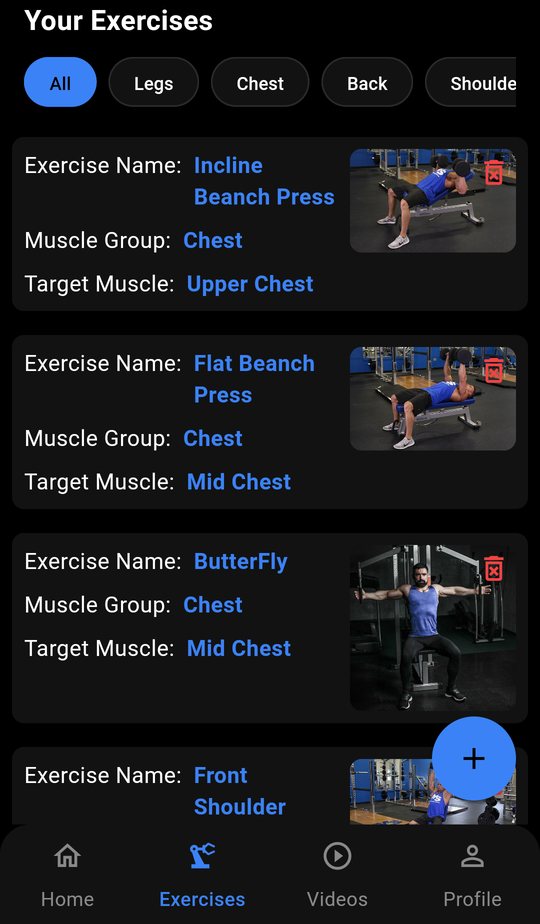 Your Exercises
All Legs Chest Back Shoulde
Exercise Name: Incline
Beanch Press
Muscle Group: Chest
Target Muscle: Upper Chest
Exercise Name: Flat Beanch
Press
Muscle Group: Chest
Target Muscle: Mid Chest
Exercise Name: ButterFly
Muscle Group: Chest
Target Muscle: Mid Chest
Exercise Name: Front
Shoulder
Home Exercises Videos Profile